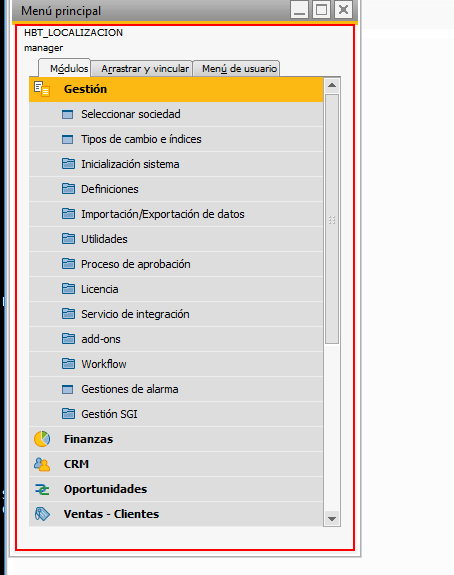 Menú principal
HBT_LOCALIZACION
manager
Módulos Arrastrar y vincular Menú de usuario
Gestión
Seleccionar sociedad
Tipos de cambio e índices
Inicialización sistema
Definiciones
Importación/Exportación de datos
Utilidades
Proceso de aprobación
Licencia
Servicio de integración
add-ons
Workflow
Gestiones de alarma
Gestión SGI
Finanzas
CRM
Oportunidades
Ventas - Clientes